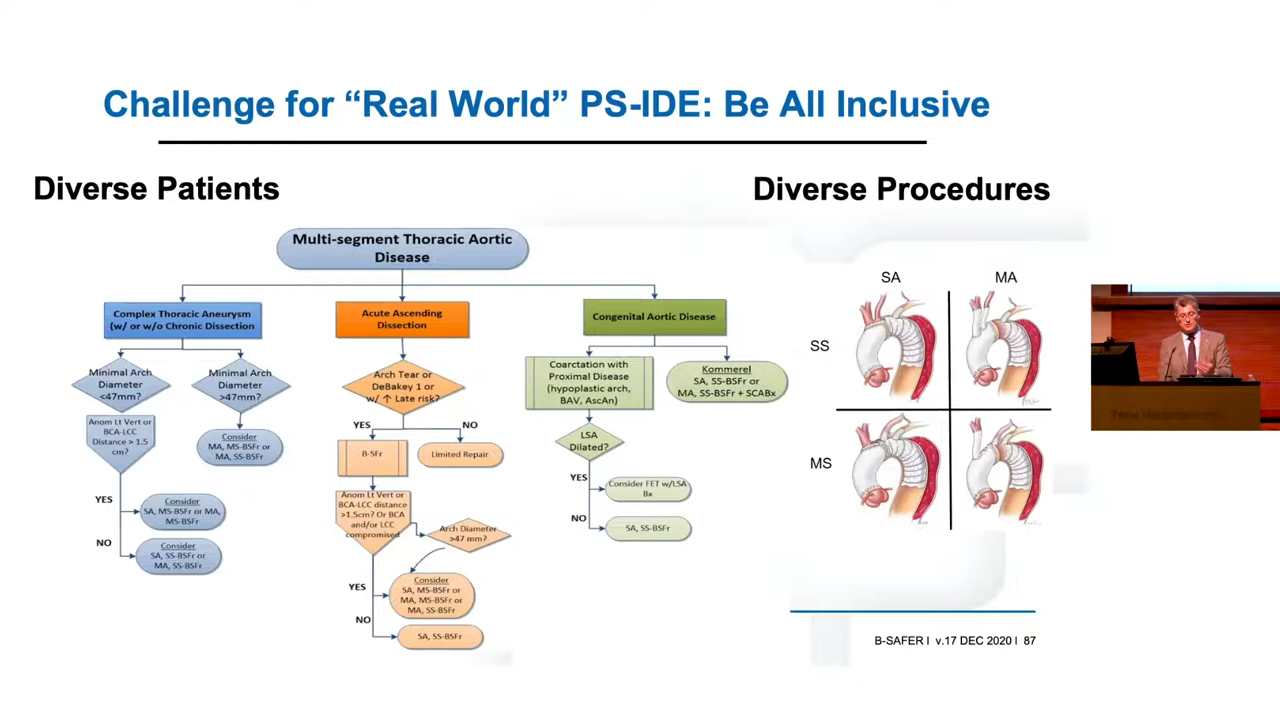 Challenge for “Real World” PS-IDE: Be All Inclusive
Diverse Patients
Multi-segment Thoracic Aortic
Disease
Complex Thoracic Aneurysm
(w/ or w/o Chronic Dissection
Minimal Arch
Diameter
<47mm?
Minimal Arch
Diameter
>47mm?
Anom Lt Vert or
BCA-LCC
Distance > 1.5
cm?
Consider
MA, MS-BSFr or
MA, SS-BSFr
YES
Consider
SA, MS-BSFr or MA,
MS-BSFr
NO
Consider
SA, SS-BSFr or
MA, SS-BSFr
Acute Ascending
Dissection
Arch Tear or
DeBakey 1 or
w/ ↑ Late risk?
YES
NO
B-SFr
Limited Repair
Anom Lt Vert or
BCA-LCC distance
>1.5cm? Or BCA
and/or LCC
compromised
Arch Diameter
>47 mm?
YES
Consider
SA, MS-BSFr or
MA, MS-BSFr or
MA, SS-BSFr
NO
SA, SS-BSFr
Congenital Aortic Disease
Coarctation with
Proximal Disease
(hypoplastic arch,
BAV, AscAn)
Kommerel
SA, SS-BSFr or
MA, SS-BSFr + SCABx
LSA
Dilated?
YES
Consider FET w/LSA
Bx
NO
SA, SS-BSFr
Diverse Procedures
SA
MA
SS
MS
B-SAFER I v.17 DEC 2020 I 87